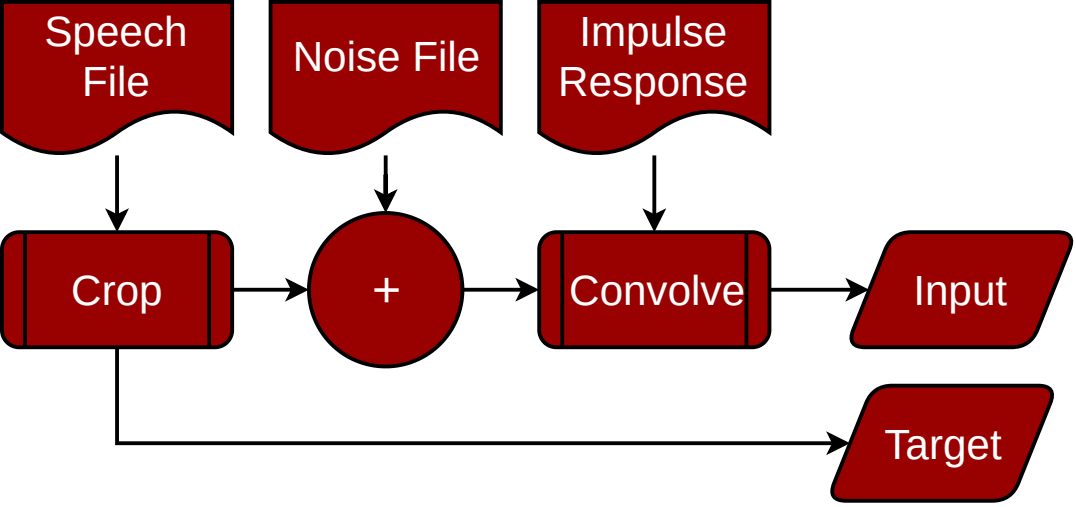 Speech
File
Noise File
Impulse
Response
Crop
+
Convolve
Input
Target